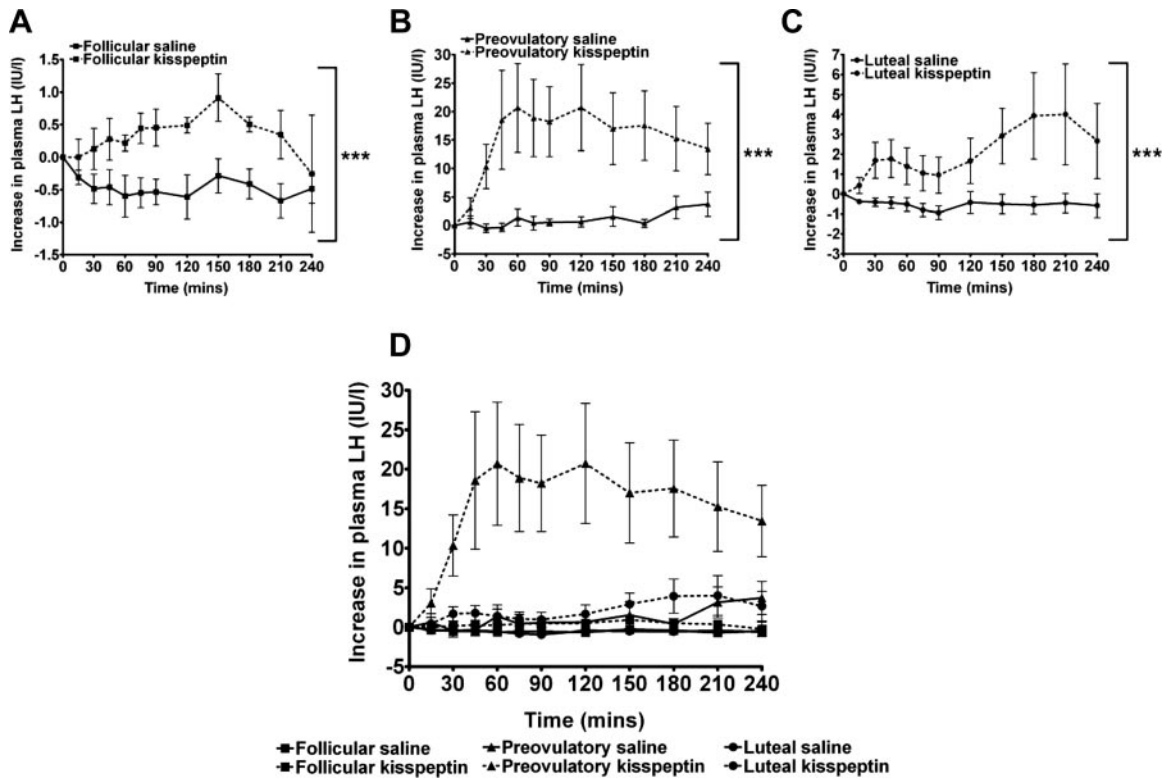 A
Follicular saline
Follicular kisspeptin
Increase in plasma LH (IU/l)
1.5
1.0
0.5
0.0
-0.5
-1.0
-1.5
0 30 60 90 120 150 180 210 240
Time (mins)
***
B
Preovulatory saline
Preovulatory kisspeptin
Increase in plasma LH (IU/l)
30
25
20
15
10
5
0
-5
0 30 60 90 120 150 180 210 240
Time (mins)
***
C
Luteal saline
Luteal kisspeptin
Increase in plasma LH (IU/l)
7
6
5
4
3
2
1
0
-1
-2
-3
0 30 60 90 120 150 180 210 240
Time (mins)
***
D
Increase in plasma LH (IU/l)
30
25
20
15
10
5
0
-5
0 30 60 90 120 150 180 210 240
Time (mins)
Follicular saline Preovulatory saline Luteal saline
Follicular kisspeptin Preovulatory kisspeptin Luteal kisspeptin